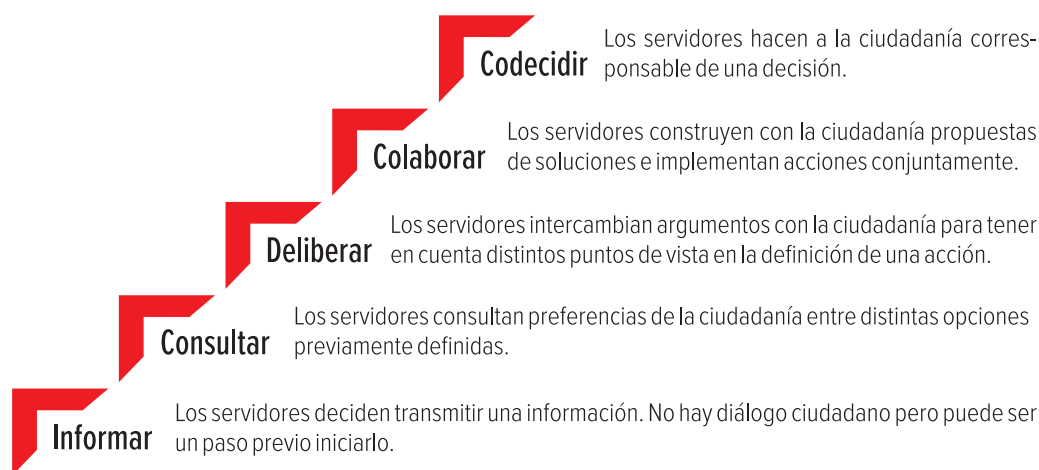 Codecidir
Los servidores hacen a la ciudadanía corres-
ponsable de una decisión.
Colaborar
Los servidores construyen con la ciudadanía propuestas
de soluciones e implementan acciones conjuntamente.
Deliberar
Los servidores intercambian argumentos con la ciudadanía para tener
en cuenta distintos puntos de vista en la definición de una acción.
Consultar
Los servidores consultan preferencias de la ciudadanía entre distintas opciones
previamente definidas.
Informar
Los servidores deciden transmitir una información. No hay diálogo ciudadano pero puede ser
un paso previo iniciarlo.